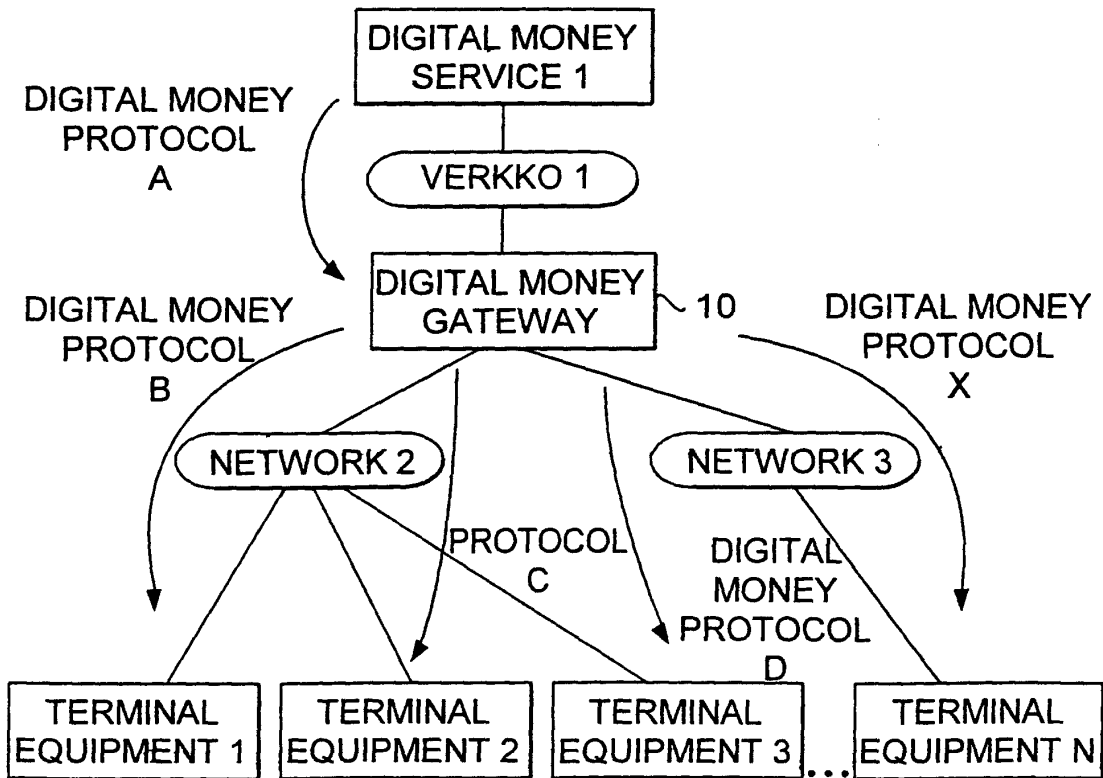 DIGITAL MONEY
SERVICE 1
DIGITAL MONEY
PROTOCOL
A
VERKKO 1
DIGITAL MONEY
GATEWAY
10
DIGITAL MONEY
PROTOCOL
B
DIGITAL MONEY
PROTOCOL
X
NETWORK 2
NETWORK 3
PROTOCOL
C
DIGITAL
MONEY
PROTOCOL
D
TERMINAL
EQUIPMENT 1
TERMINAL
EQUIPMENT 2
TERMINAL
EQUIPMENT 3
...
TERMINAL
EQUIPMENT N